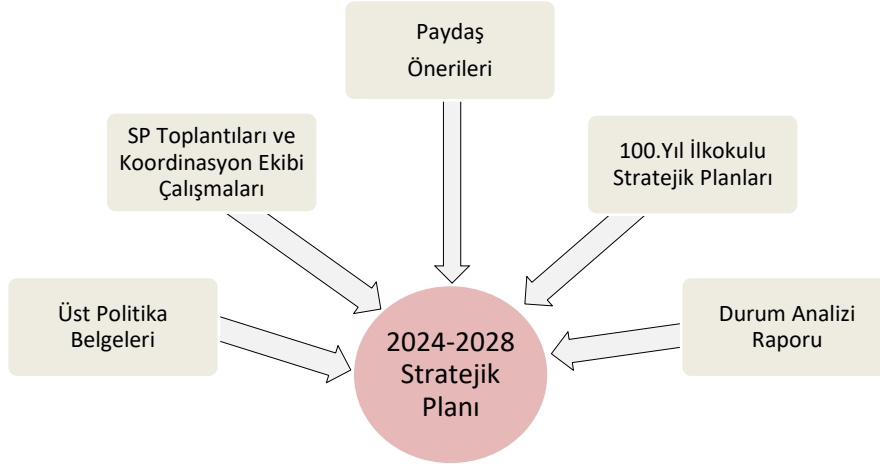 Paydaş
Önerileri
SP Toplantıları ve
Koordinasyon Ekibi
Çalışmaları
100.Yıl İlkokulu
Stratejik Planları
Üst Politika
Belgeleri
Durum Analizi
Raporu
2024-2028
Stratejik
Planı